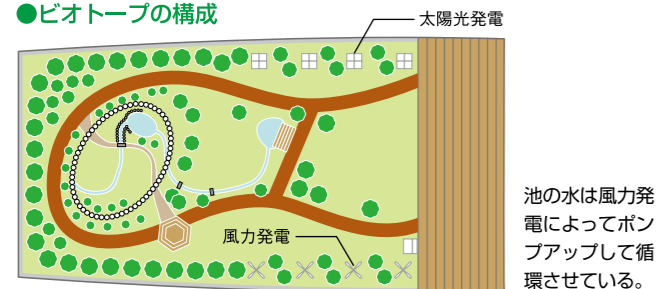 ●ビオトープの構成
太陽光発電
風力発電
池の水は風力発
電によってポン
プアップして循
環させている。